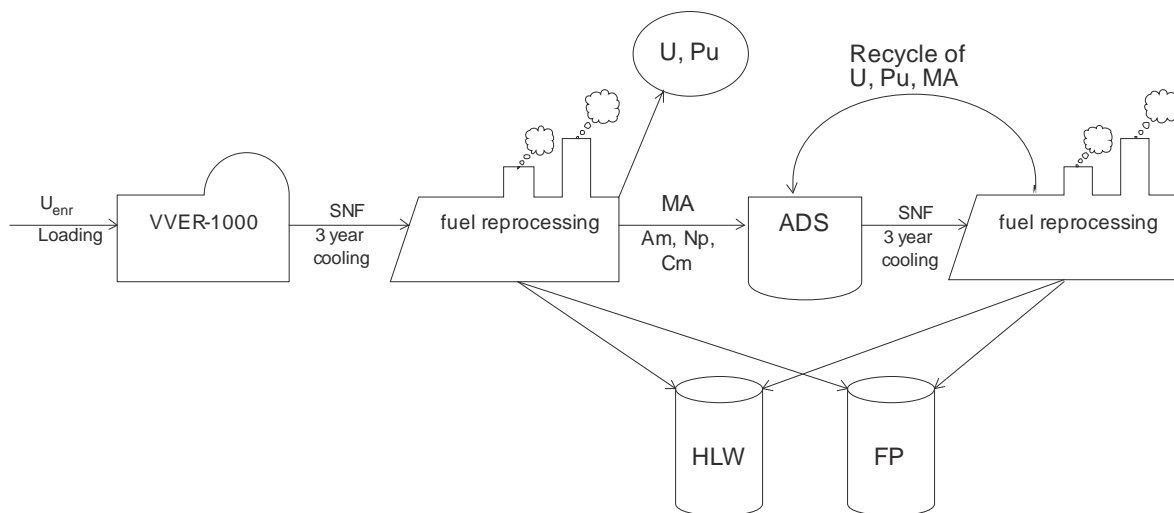 U, Pu
Recycle of
U, Pu, MA
Uenr
Loading
VVER-1000
SNF
3 year
cooling
fuel reprocessing
MA
Am, Np,
Cm
ADS
SNF
3 year
cooling
fuel reprocessing
HLW
FP